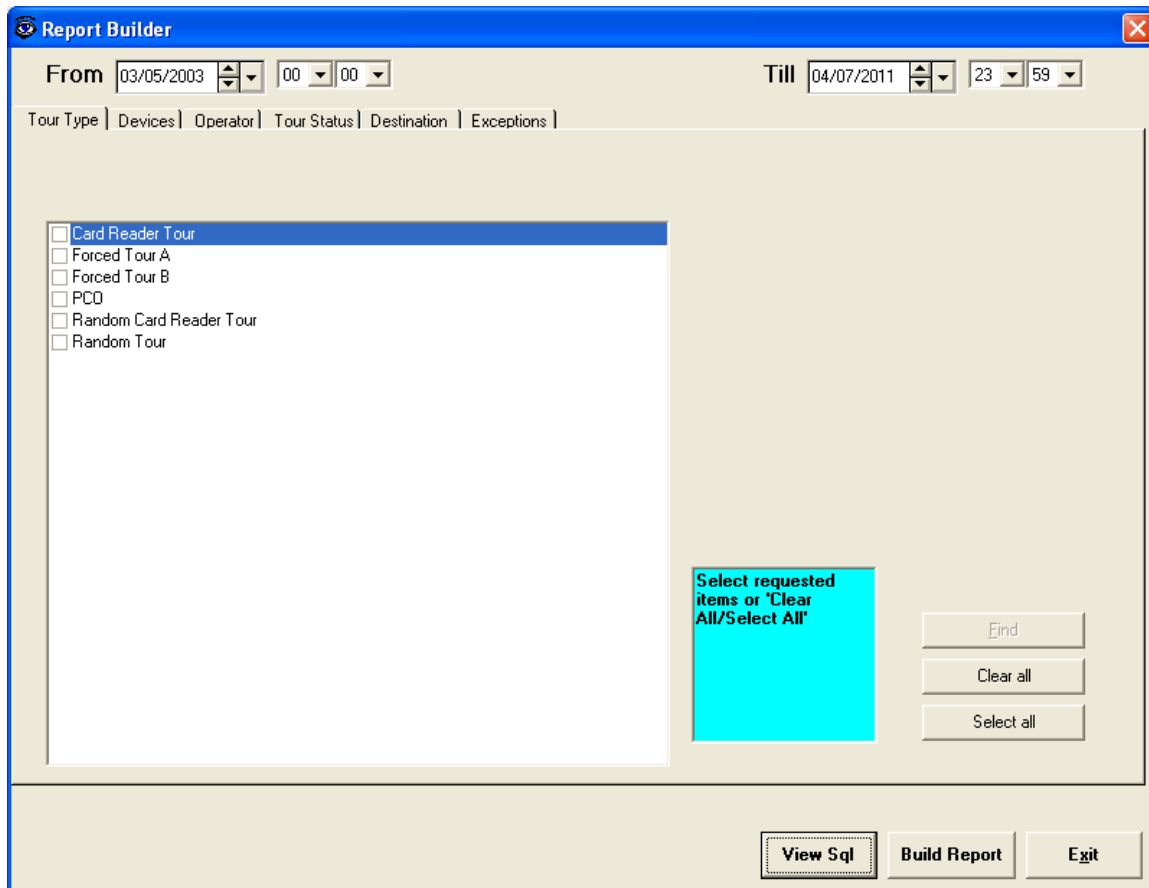 Report Builder
From 03/05/2003 00 00 Till 04/07/2011 23 59
Tour Type Devices Operator Tour Status Destination Exceptions
Card Reader Tour
Forced Tour A
Forced Tour B
PCO
Random Card Reader Tour
Random Tour
Select requested
items or 'Clear
All/Select All'
Find
Clear all
Select all
View Sql Build Report Exit